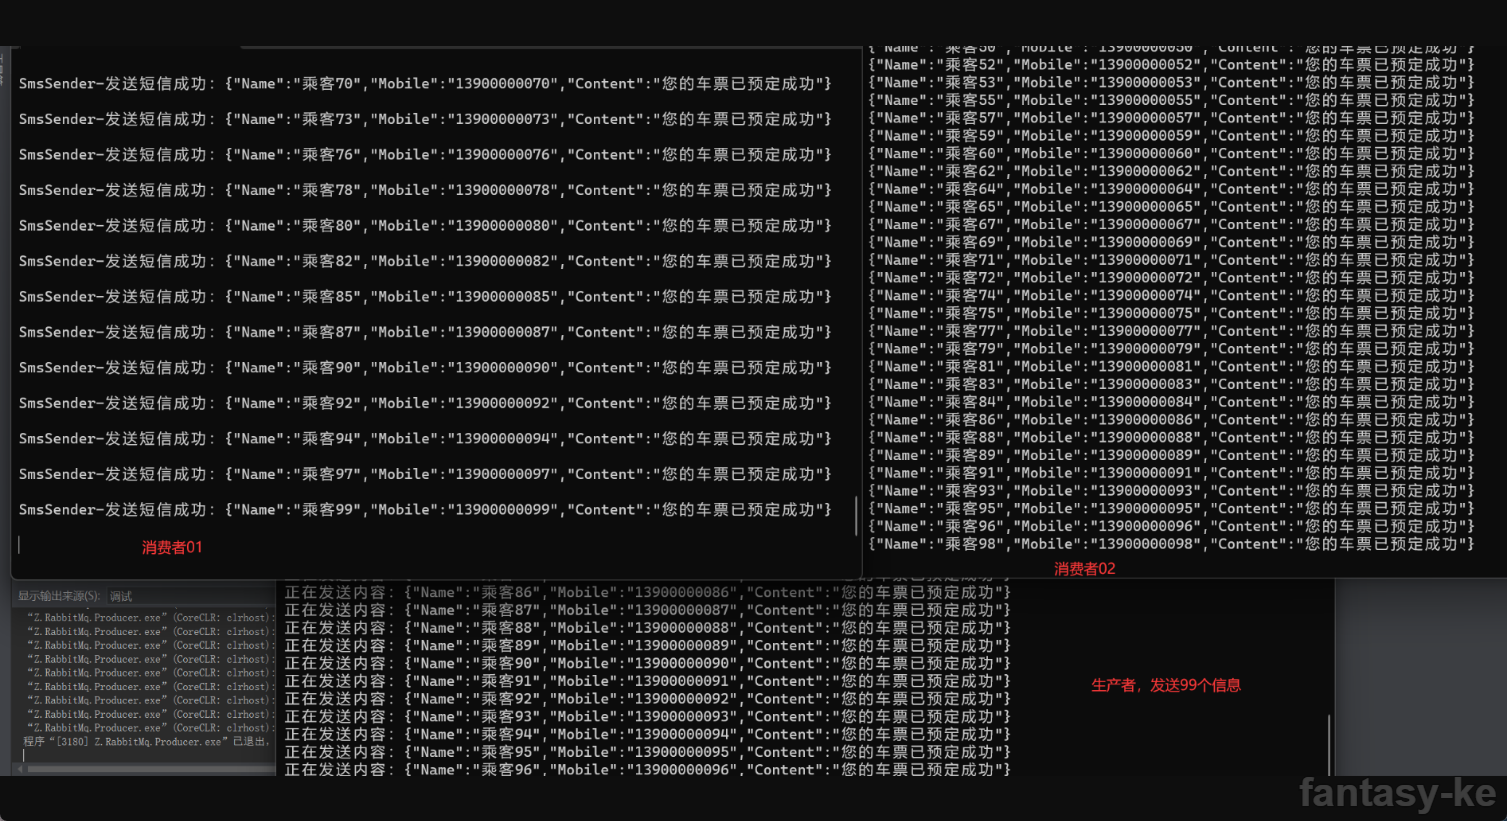 SmsSender-发送短信成功：{"Name":"乘客70","Mobile":"13900000070","Content":"您的车票已预定成功"}
SmsSender-发送短信成功：{"Name":"乘客73","Mobile":"13900000073","Content":"您的车票已预定成功"}
SmsSender-发送短信成功：{"Name":"乘客76","Mobile":"13900000076","Content":"您的车票已预定成功"}
SmsSender-发送短信成功：{"Name":"乘客78","Mobile":"13900000078","Content":"您的车票已预定成功"}
SmsSender-发送短信成功：{"Name":"乘客80","Mobile":"13900000080","Content":"您的车票已预定成功"}
SmsSender-发送短信成功：{"Name":"乘客82","Mobile":"13900000082","Content":"您的车票已预定成功"}
SmsSender-发送短信成功：{"Name":"乘客85","Mobile":"13900000085","Content":"您的车票已预定成功"}
SmsSender-发送短信成功：{"Name":"乘客87","Mobile":"13900000087","Content":"您的车票已预定成功"}
SmsSender-发送短信成功：{"Name":"乘客90","Mobile":"13900000090","Content":"您的车票已预定成功"}
SmsSender-发送短信成功：{"Name":"乘客92","Mobile":"13900000092","Content":"您的车票已预定成功"}
SmsSender-发送短信成功：{"Name":"乘客94","Mobile":"13900000094","Content":"您的车票已预定成功"}
SmsSender-发送短信成功：{"Name":"乘客97","Mobile":"13900000097","Content":"您的车票已预定成功"}
SmsSender-发送短信成功：{"Name":"乘客99","Mobile":"13900000099","Content":"您的车票已预定成功"}
消费者01
{"Name":"乘客50","Mobile":"13900000050","Content":"您的车票已预定成功"}
{"Name":"乘客52","Mobile":"13900000052","Content":"您的车票已预定成功"}
{"Name":"乘客53","Mobile":"13900000053","Content":"您的车票已预定成功"}
{"Name":"乘客55","Mobile":"13900000055","Content":"您的车票已预定成功"}
{"Name":"乘客57","Mobile":"13900000057","Content":"您的车票已预定成功"}
{"Name":"乘客59","Mobile":"13900000059","Content":"您的车票已预定成功"}
{"Name":"乘客60","Mobile":"13900000060","Content":"您的车票已预定成功"}
{"Name":"乘客62","Mobile":"13900000062","Content":"您的车票已预定成功"}
{"Name":"乘客64","Mobile":"13900000064","Content":"您的车票已预定成功"}
{"Name":"乘客65","Mobile":"13900000065","Content":"您的车票已预定成功"}
{"Name":"乘客67","Mobile":"13900000067","Content":"您的车票已预定成功"}
{"Name":"乘客69","Mobile":"13900000069","Content":"您的车票已预定成功"}
{"Name":"乘客71","Mobile":"13900000071","Content":"您的车票已预定成功"}
{"Name":"乘客72","Mobile":"13900000072","Content":"您的车票已预定成功"}
{"Name":"乘客74","Mobile":"13900000074","Content":"您的车票已预定成功"}
{"Name":"乘客75","Mobile":"13900000075","Content":"您的车票已预定成功"}
{"Name":"乘客77","Mobile":"13900000077","Content":"您的车票已预定成功"}
{"Name":"乘客79","Mobile":"13900000079","Content":"您的车票已预定成功"}
{"Name":"乘客81","Mobile":"13900000081","Content":"您的车票已预定成功"}
{"Name":"乘客83","Mobile":"13900000083","Content":"您的车票已预定成功"}
{"Name":"乘客84","Mobile":"13900000084","Content":"您的车票已预定成功"}
{"Name":"乘客86","Mobile":"13900000086","Content":"您的车票已预定成功"}
{"Name":"乘客88","Mobile":"13900000088","Content":"您的车票已预定成功"}
{"Name":"乘客89","Mobile":"13900000089","Content":"您的车票已预定成功"}
{"Name":"乘客91","Mobile":"13900000091","Content":"您的车票已预定成功"}
{"Name":"乘客93","Mobile":"13900000093","Content":"您的车票已预定成功"}
{"Name":"乘客95","Mobile":"13900000095","Content":"您的车票已预定成功"}
{"Name":"乘客96","Mobile":"13900000096","Content":"您的车票已预定成功"}
{"Name":"乘客98","Mobile":"13900000098","Content":"您的车票已预定成功"}
消费者02
显示输出来源(S): 调试
“Z.RabbitMq.Producer.exe”(CoreCLR: clrhost):
“Z.RabbitMq.Producer.exe”(CoreCLR: clrhost):
“Z.RabbitMq.Producer.exe”(CoreCLR: clrhost):
“Z.RabbitMq.Producer.exe”(CoreCLR: clrhost):
“Z.RabbitMq.Producer.exe”(CoreCLR: clrhost):
“Z.RabbitMq.Producer.exe”(CoreCLR: clrhost):
“Z.RabbitMq.Producer.exe”(CoreCLR: clrhost):
“Z.RabbitMq.Producer.exe”(CoreCLR: clrhost):
“Z.RabbitMq.Producer.exe”(CoreCLR: clrhost):
程序“[3180] Z.RabbitMq.Producer.exe”已退出，
正在发送内容：{"Name":"乘客86","Mobile":"13900000086","Content":"您的车票已预定成功"}
正在发送内容：{"Name":"乘客87","Mobile":"13900000087","Content":"您的车票已预定成功"}
正在发送内容：{"Name":"乘客88","Mobile":"13900000088","Content":"您的车票已预定成功"}
正在发送内容：{"Name":"乘客89","Mobile":"13900000089","Content":"您的车票已预定成功"}
正在发送内容：{"Name":"乘客90","Mobile":"13900000090","Content":"您的车票已预定成功"}
正在发送内容：{"Name":"乘客91","Mobile":"13900000091","Content":"您的车票已预定成功"}
正在发送内容：{"Name":"乘客92","Mobile":"13900000092","Content":"您的车票已预定成功"}
正在发送内容：{"Name":"乘客93","Mobile":"13900000093","Content":"您的车票已预定成功"}
正在发送内容：{"Name":"乘客94","Mobile":"13900000094","Content":"您的车票已预定成功"}
正在发送内容：{"Name":"乘客95","Mobile":"13900000095","Content":"您的车票已预定成功"}
正在发送内容：{"Name":"乘客96","Mobile":"13900000096","Content":"您的车票已预定成功"}
生产者，发送99个信息
fantasy-ke